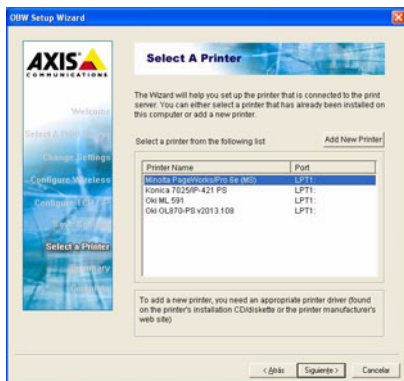 OBW Setup Wizard
AXIS
COMMUNICATIONS
Select A Printer
Welcome
Change Settings
Configure Wireless
Select a Printer
The Wizard will help you set up the printer that is connected to the print
server. You can either select a printer that has already been installed on
this computer or add a new printer.
Select a printer from the following list
Add New Printer
Printer Name Port
Minolta PageWorks/Pro 6e (MS) LPT1:
Konica 7025/IP-421 PS LPT1:
Oki ML 591 LPT1:
Oki OL870-PS v2013.108 LPT1:
To add a new printer, you need an appropriate printer driver (found
on the printer's installation CD/diskette or the printer manufacturer's
web site)
< Atrás
Siguiente >
Cancelar